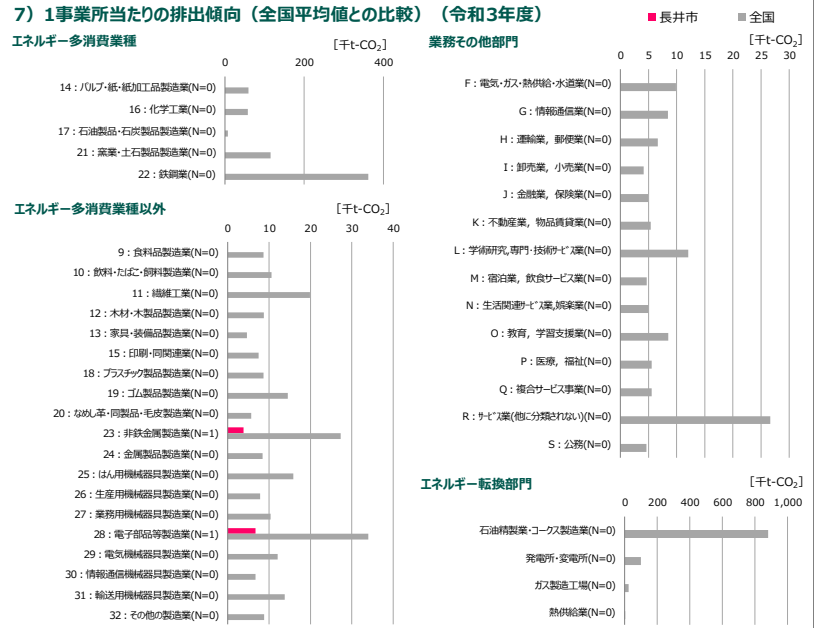 7）1事業所当たりの排出傾向（全国平均値との比較）（令和3年度）
長井市 全国
エネルギー多消費業種
[千t-CO₂]
0 200 400
14：パルプ・紙・紙加工品製造業(N=0)
16：化学工業(N=0)
17：石油製品・石炭製品製造業(N=0)
21：窯業・土石製品製造業(N=0)
22：鉄鋼業(N=0)
エネルギー多消費業種以外
[千t-CO₂]
0 10 20 30 40
9：食料品製造業(N=0)
10：飲料・たばこ・飼料製造業(N=0)
11：繊維工業(N=0)
12：木材・木製品製造業(N=0)
13：家具・装備品製造業(N=0)
15：印刷・同関連業(N=0)
18：プラスチック製品製造業(N=0)
19：ゴム製品製造業(N=0)
20：なめし革・同製品・毛皮製造業(N=0)
23：非鉄金属製造業(N=1)
24：金属製品製造業(N=0)
25：はん用機械器具製造業(N=0)
26：生産用機械器具製造業(N=0)
27：業務用機械器具製造業(N=0)
28：電子部品等製造業(N=1)
29：電気機械器具製造業(N=0)
30：情報通信機械器具製造業(N=0)
31：輸送用機械器具製造業(N=0)
32：その他の製造業(N=0)
業務その他部門
[千t-CO₂]
0 5 10 15 20 25 30
F：電気・ガス・熱供給・水道業(N=0)
G：情報通信業(N=0)
H：運輸業，郵便業(N=0)
I：卸売業，小売業(N=0)
J：金融業，保険業(N=0)
K：不動産業，物品賃貸業(N=0)
L：学術研究,専門・技術ｻｰﾋﾞｽ業(N=0)
M：宿泊業，飲食サービス業(N=0)
N：生活関連ｻｰﾋﾞｽ業,娯楽業(N=0)
O：教育，学習支援業(N=0)
P：医療，福祉(N=0)
Q：複合サービス事業(N=0)
R：ｻｰﾋﾞｽ業(他に分類されない)(N=0)
S：公務(N=0)
エネルギー転換部門
[千t-CO₂]
0 200 400 600 800 1,000
石油精製業・コークス製造業(N=0)
発電所・変電所(N=0)
ガス製造工場(N=0)
熱供給業(N=0)